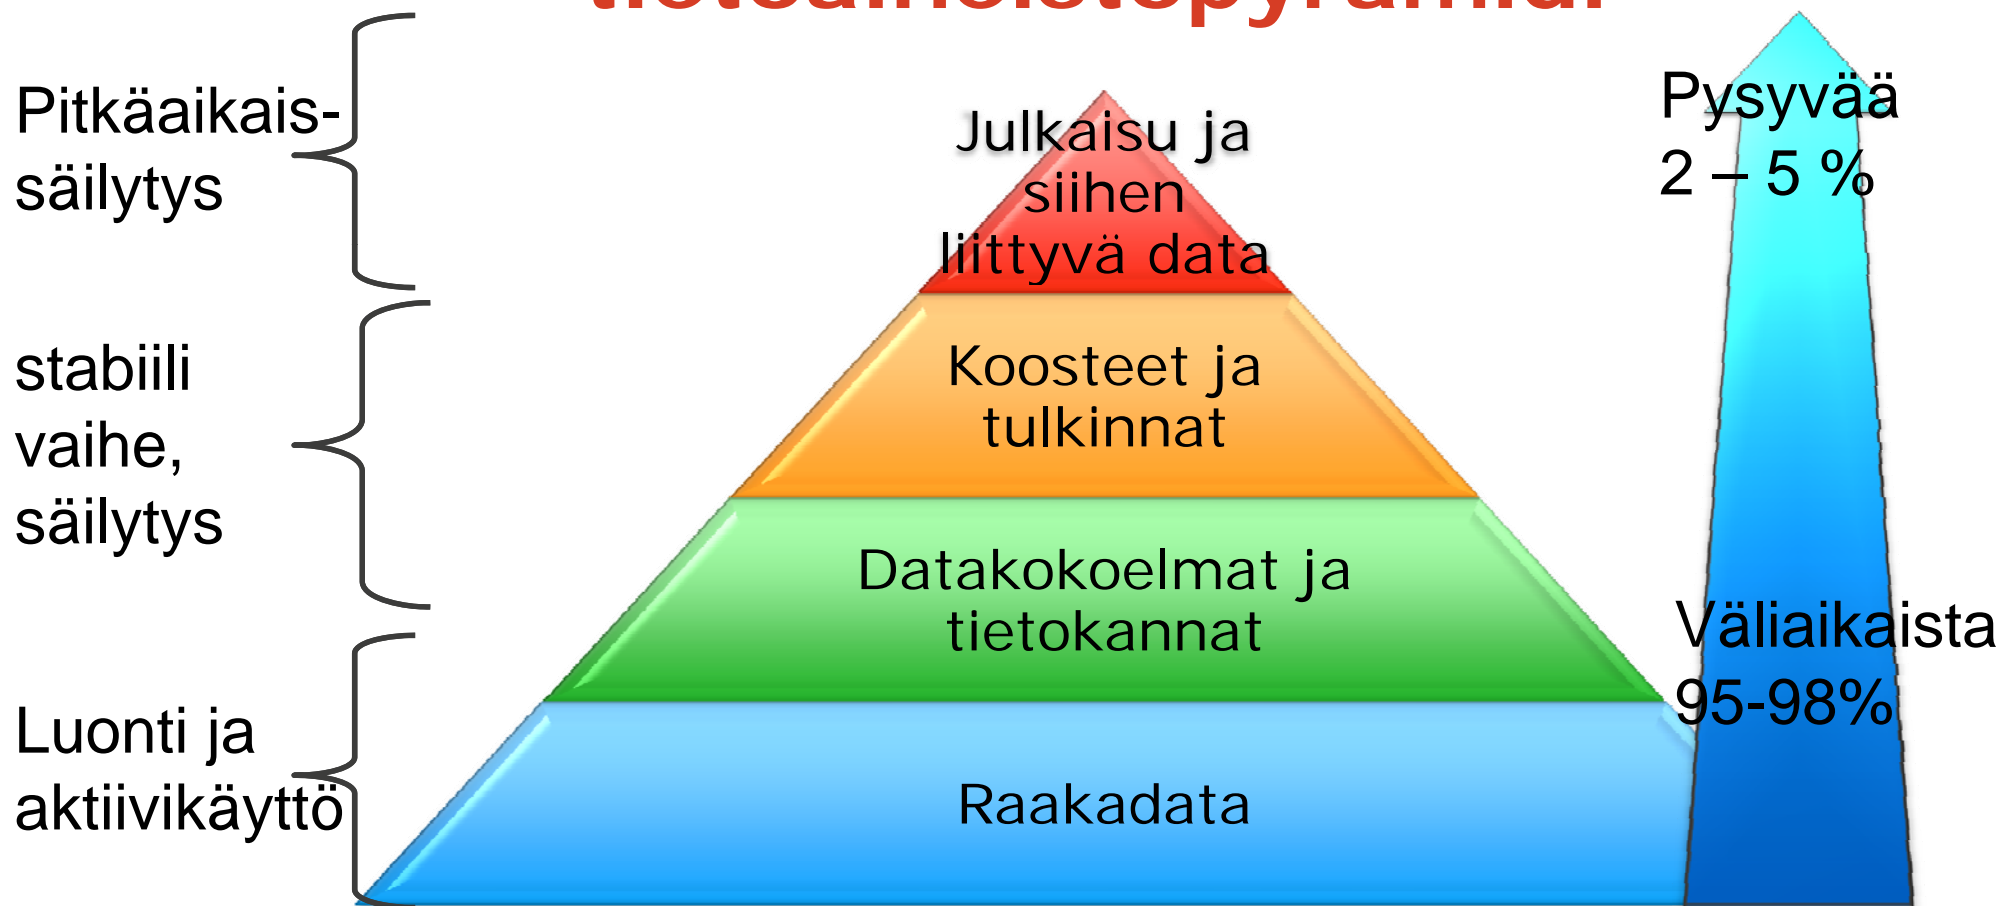 tietoaineistopyramidi
Pitkäaikais-
säilytys
Julkaisu ja
siihen
liittyvä data
Pysyvää
2 – 5 %
stabiili
vaihe,
säilytys
Koosteet ja
tulkinnat
Datakokoelmat ja
tietokannat
Väliaikaista
95-98%
Luonti ja
aktiivikäyttö
Raakadata